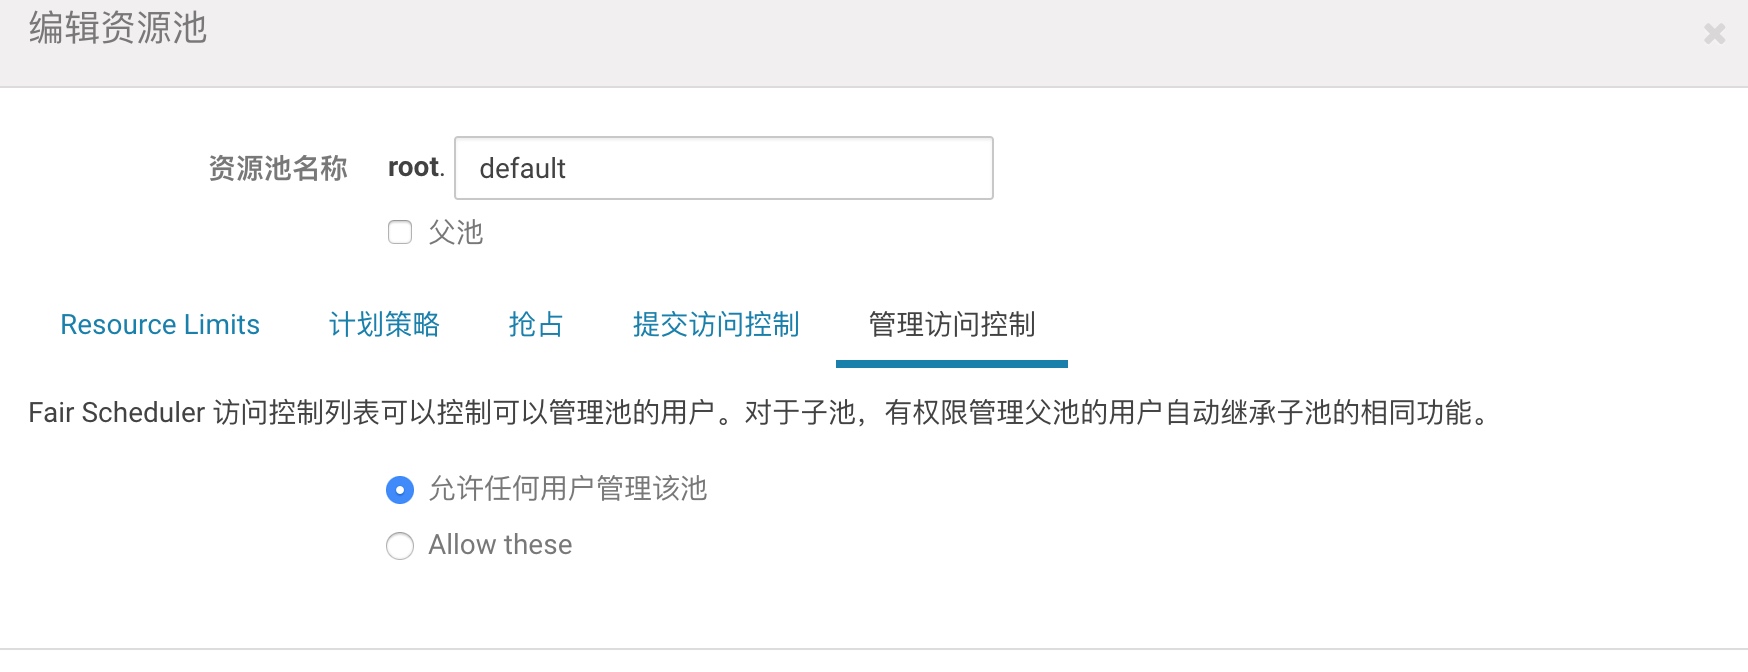 编辑资源池
资源池名称 root. default
父池
Resource Limits 计划策略 抢占 提交访问控制 管理访问控制
Fair Scheduler 访问控制列表可以控制可以管理池的用户。对于子池，有权限管理父池的用户自动继承子池的相同功能。
允许任何用户管理该池
Allow these